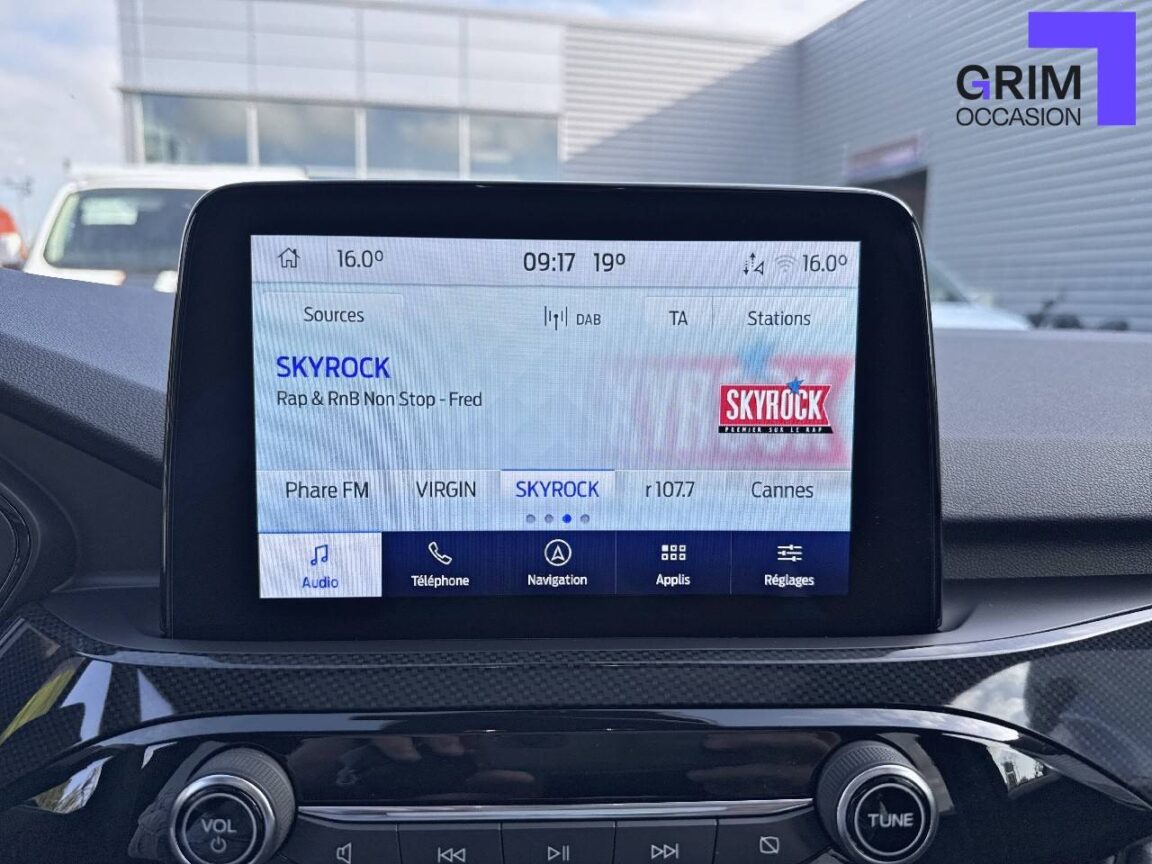 GRIM
OCCASION
16.0° 09:17 19° 16.0°
Sources DAB TA Stations
SKYROCK
Rap & RnB Non Stop - Fred
SKYROCK
PREMIER SUR LE RAP
Phare FM VIRGIN SKYROCK r 107.7 Cannes
Audio Téléphone Navigation Applis Réglages
VOL TUNE